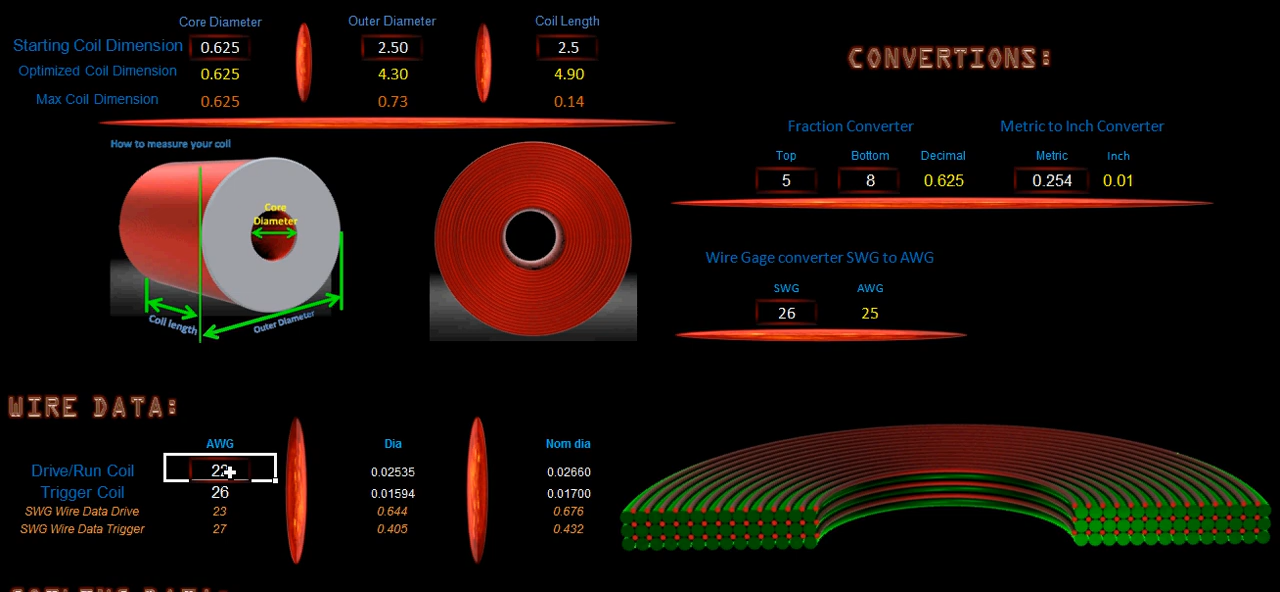 Core Diameter Outer Diameter Coil Length
Starting Coil Dimension 0.625 2.50 2.5
Optimized Coil Dimension 0.625 4.30 4.90
Max Coil Dimension 0.625 0.73 0.14
CONVERTIONS:
Fraction Converter Metric to Inch Converter
Top Bottom Decimal Metric Inch
5 8 0.625 0.254 0.01
How to measure your coil
Core
Diameter
Coil length
Outer Diameter
Wire Gage converter SWG to AWG
SWG AWG
26 25
WIRE DATA:
AWG Dia Nom dia
Drive/Run Coil 22 0.02535 0.02660
Trigger Coil 26 0.01594 0.01700
SWG Wire Data Drive 23 0.644 0.676
SWG Wire Data Trigger 27 0.405 0.432